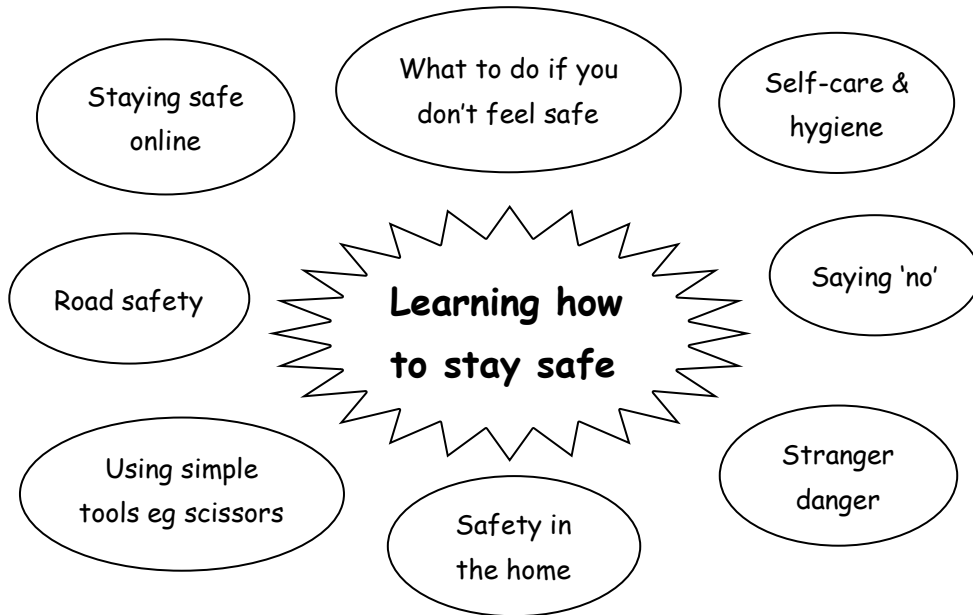 Staying safe
online
What to do if you
don’t feel safe
Self-care &
hygiene
Road safety
Learning how
to stay safe
Saying ‘no’
Using simple
tools eg scissors
Safety in
the home
Stranger
danger